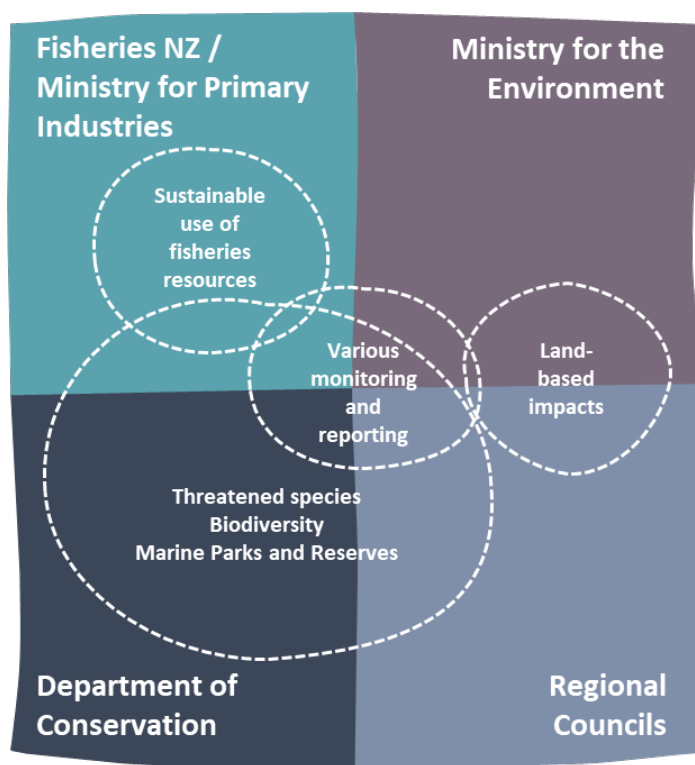 Fisheries NZ /
Ministry for Primary
Industries
Ministry for the
Environment
Sustainable
use of
fisheries
resources
Various
monitoring
and
reporting
Land-
based
impacts
Threatened species
Biodiversity
Marine Parks and Reserves
Department of
Conservation
Regional
Councils